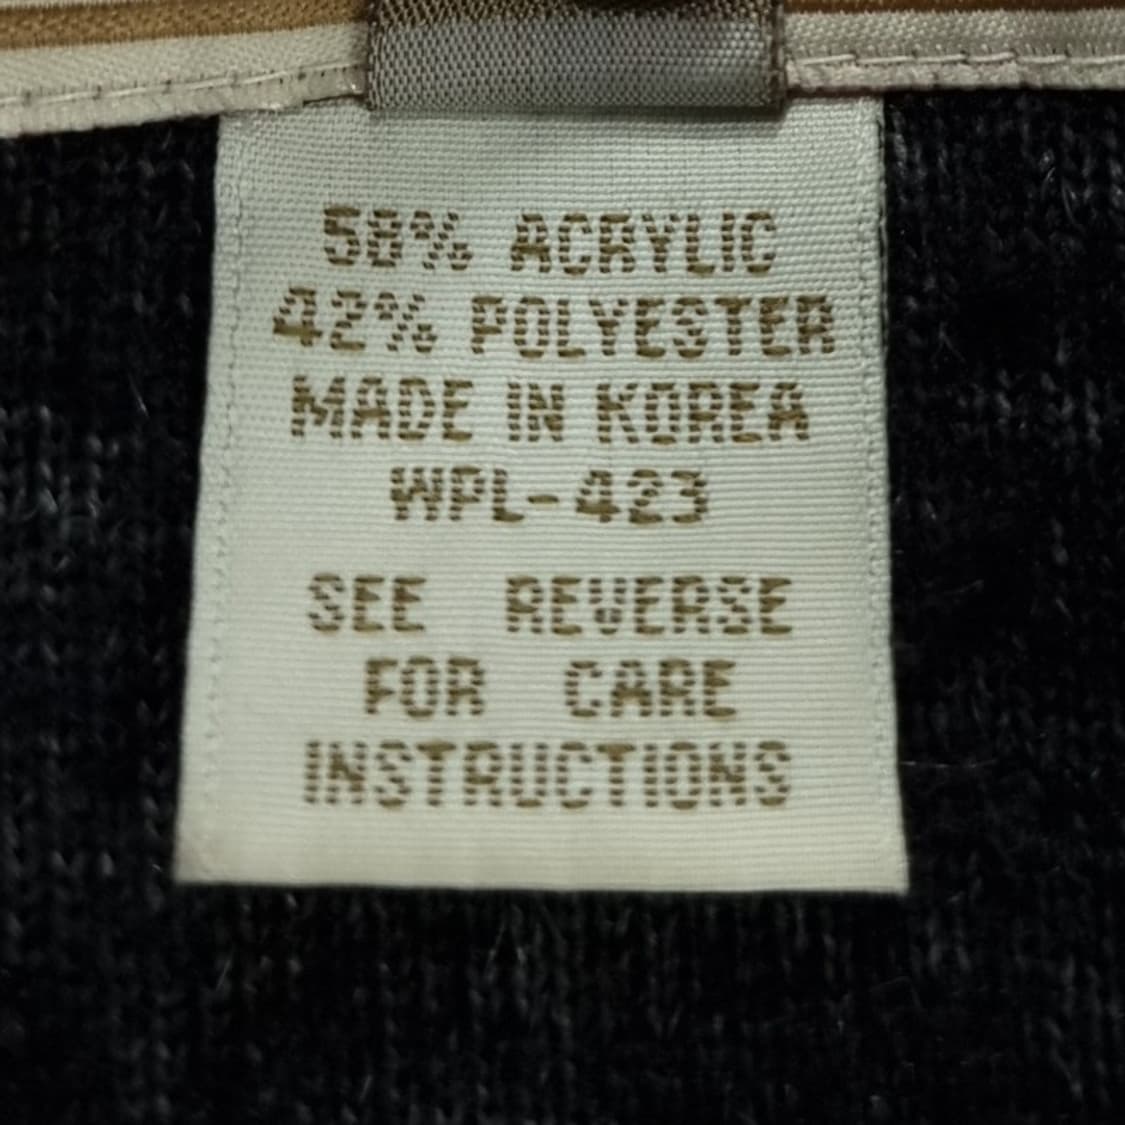 58% ACRYLIC
42% POLYESTER
MADE IN KOREA
WPL-423
SEE REVERSE
FOR CARE
INSTRUCTIONS